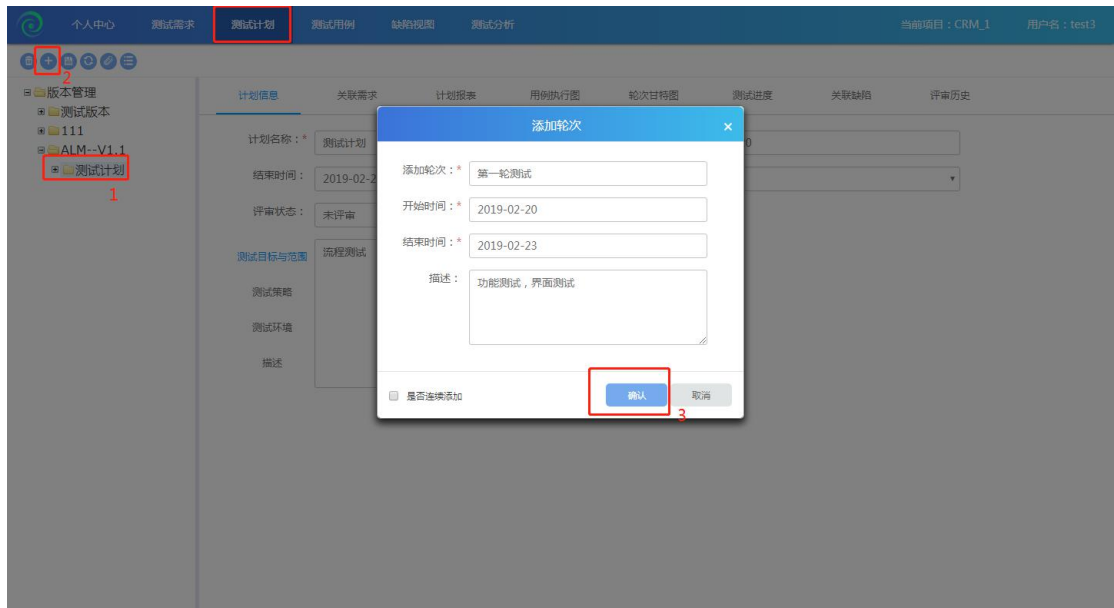 个人中心 测试需求 测试计划 测试用例 缺陷视图 测试分析 当前项目：CRM_1 用户名：test3
2
版本管理
测试版本
111
ALM--V1.1
测试计划
1
计划信息 关联需求 计划报表 用例执行图 轮次甘特图 测试进度 关联缺陷 评审历史
计划名称：* 测试计划
结束时间： 2019-02-2
评审状态： 未评审
测试目标与范围 流程测试
测试策略
测试环境
描述
添加轮次 ×
添加轮次：* 第一轮测试
开始时间：* 2019-02-20
结束时间：* 2019-02-23
描述： 功能测试，界面测试
是否连续添加 确认 取消
3